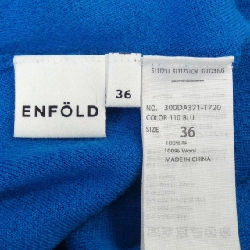 ENFÖLD
36
NO. 300DA371-1720
COLOR 110 BLU
SIZE 36
100% Wool
MADE IN CHINA